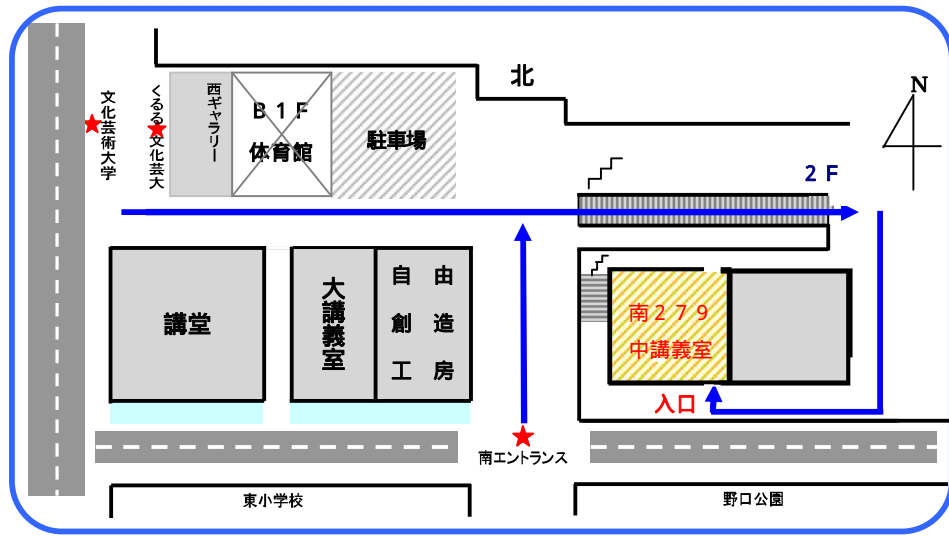 北
N
文化芸術大学
くるる文化芸大
西ギャラリー
Ｂ１Ｆ
体育館
駐車場
２Ｆ
講堂
大講義室
自由
創造
工房
南２７９
中講義室
入口
南エントランス
東小学校
野口公園